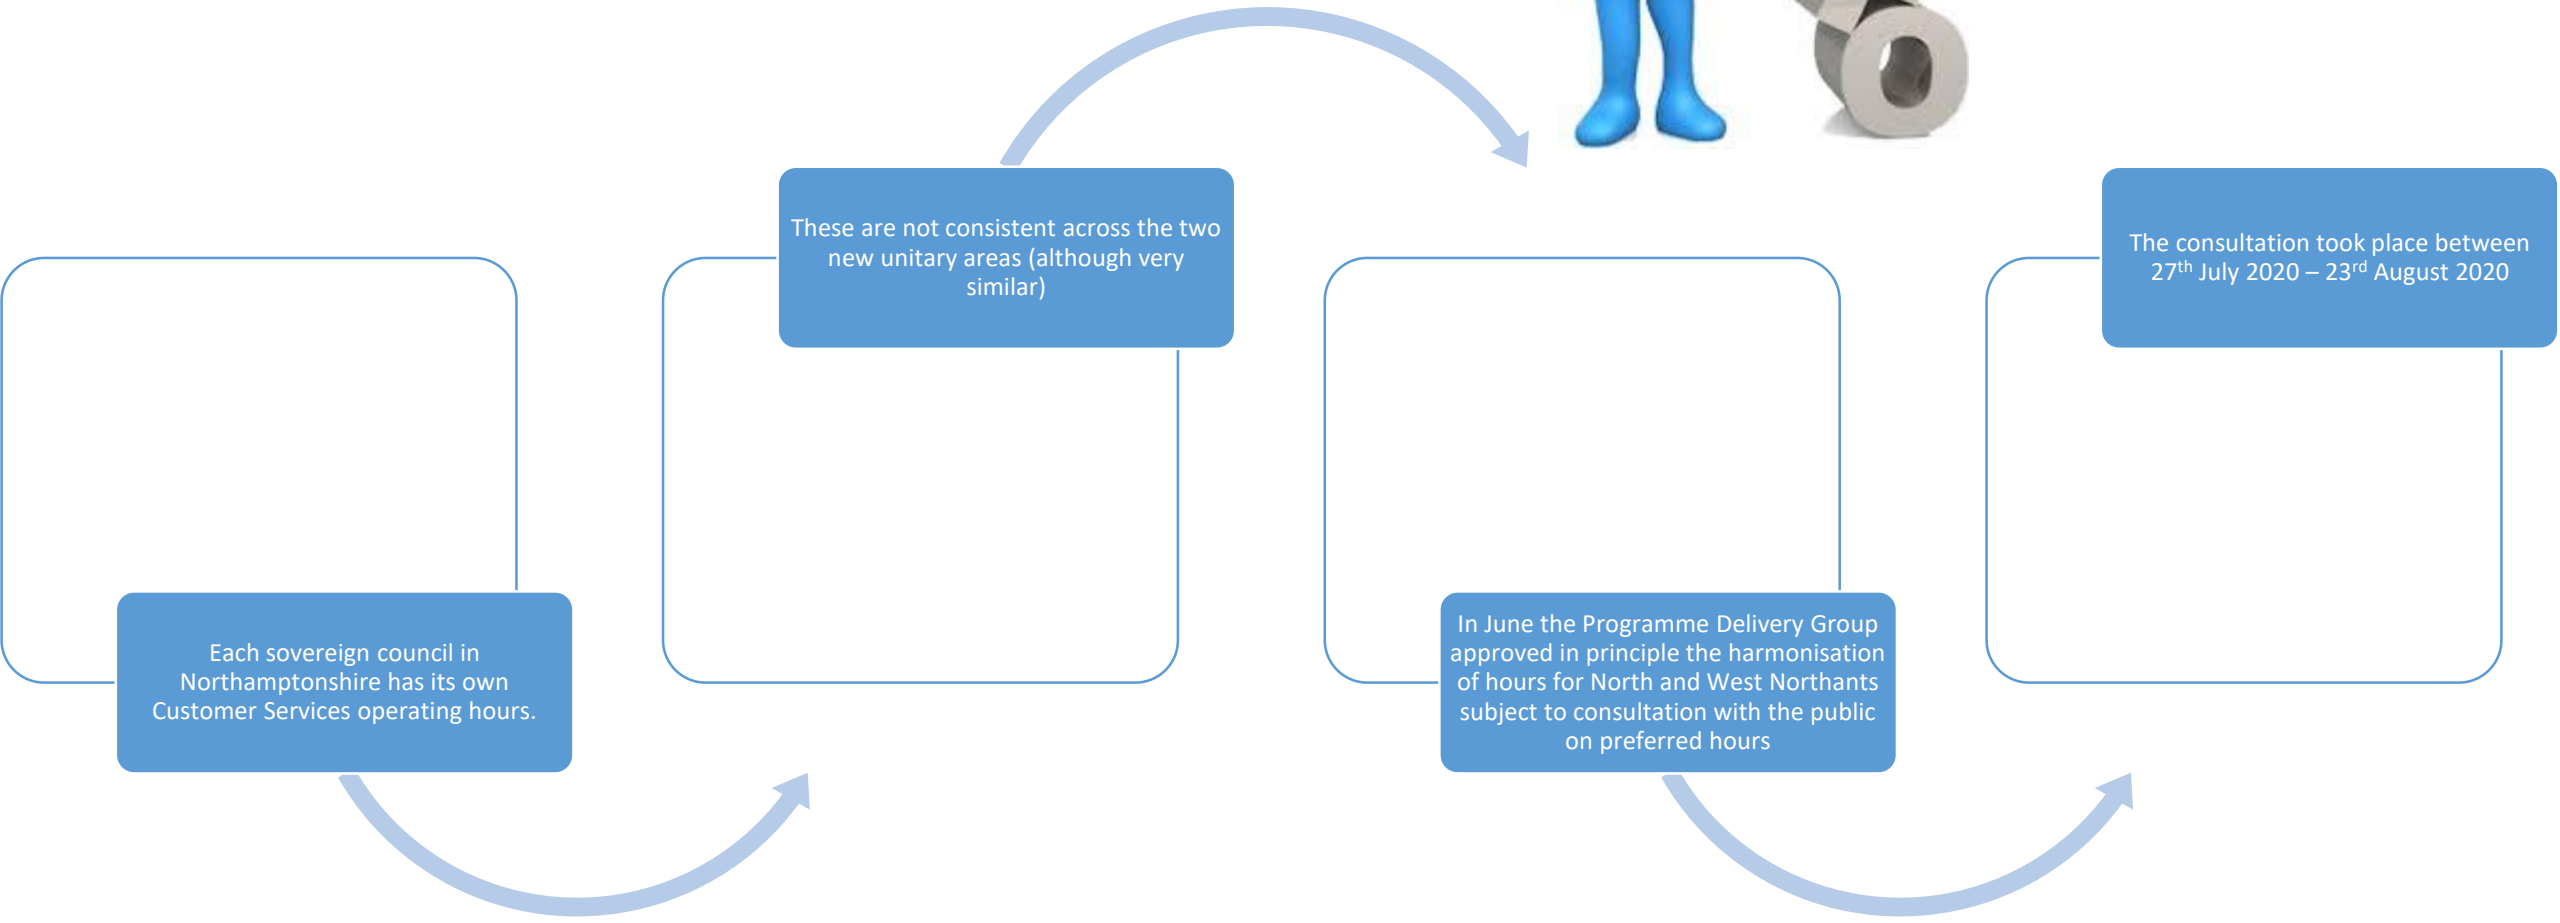 Each sovereign council in
Northamptonshire has its own
Customer Services operating hours.
These are not consistent across the two
new unitary areas (although very
similar)
In June the Programme Delivery Group
approved in principle the harmonisation
of hours for North and West Northants
subject to consultation with the public
on preferred hours
The consultation took place between
27th July 2020 – 23rd August 2020